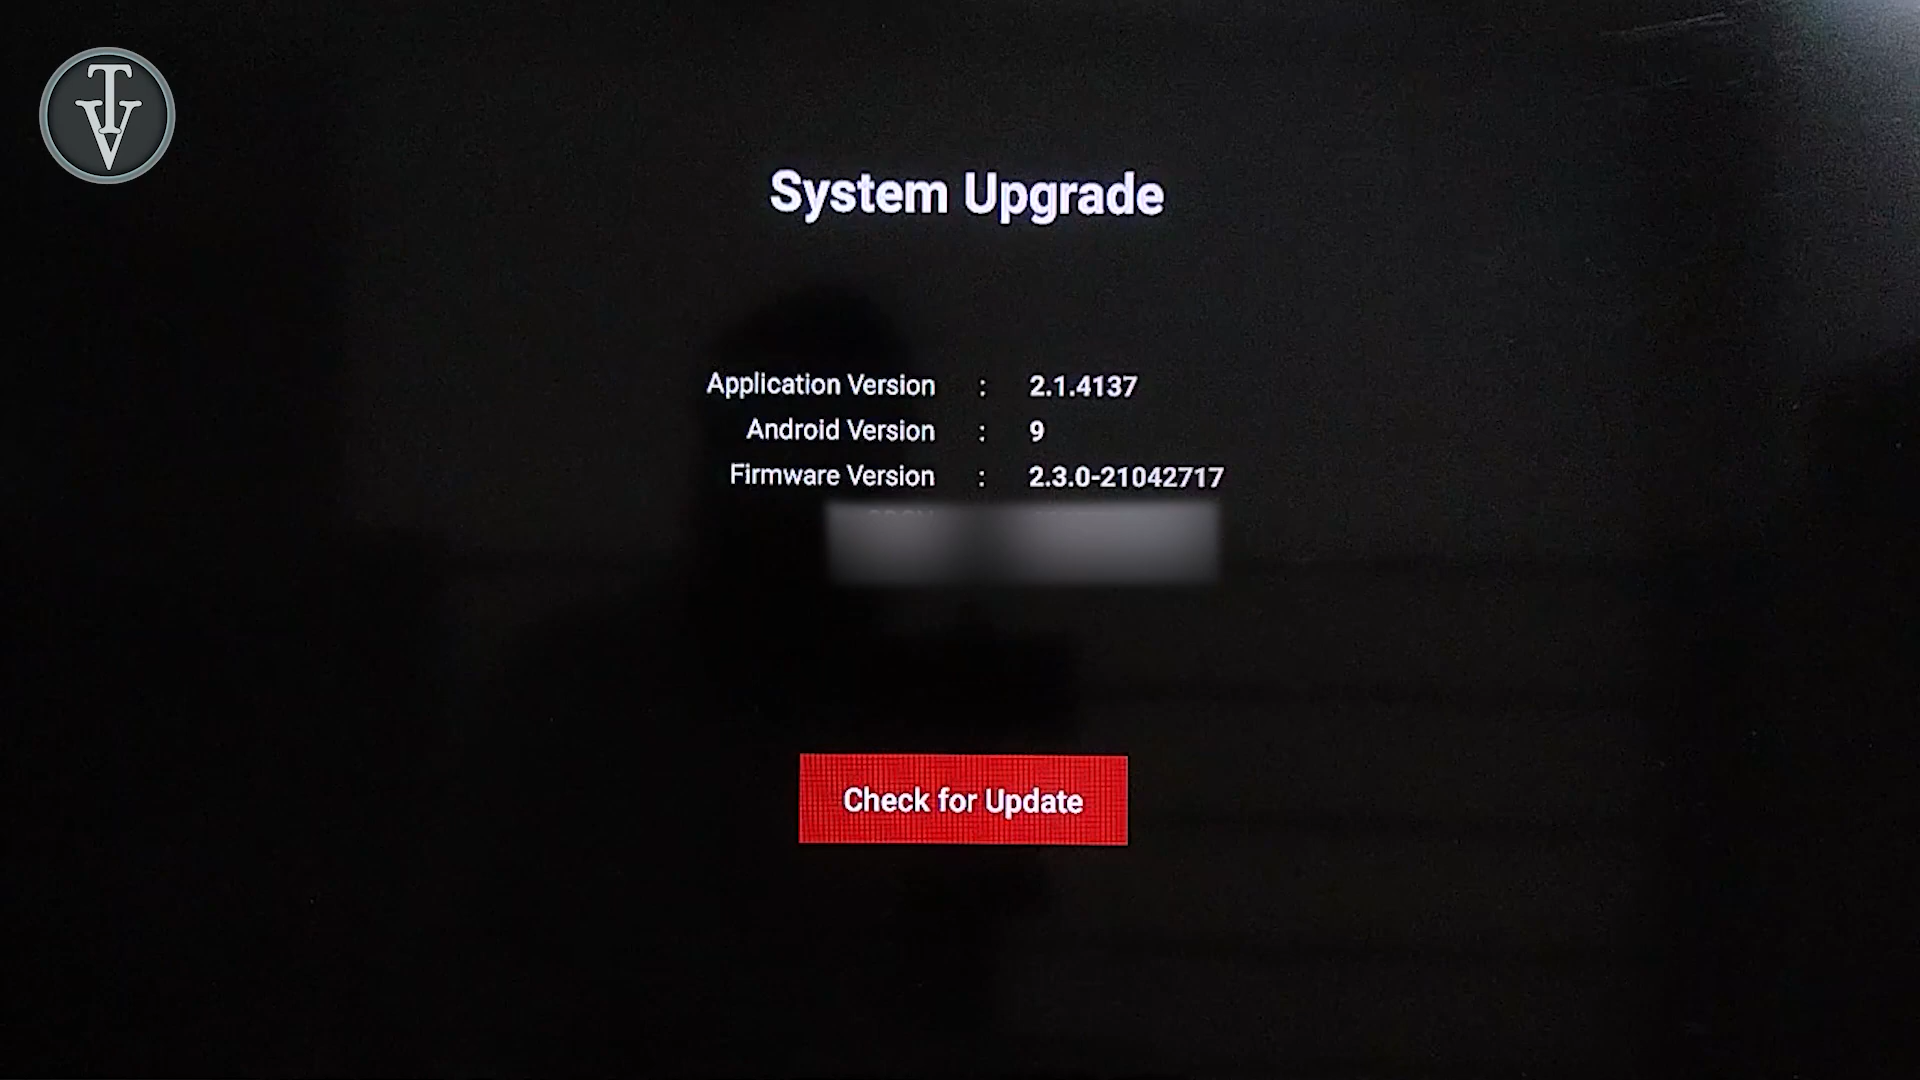 TV
System Upgrade
Application Version : 2.1.4137
Android Version : 9
Firmware Version : 2.3.0-21042717
Check for Update